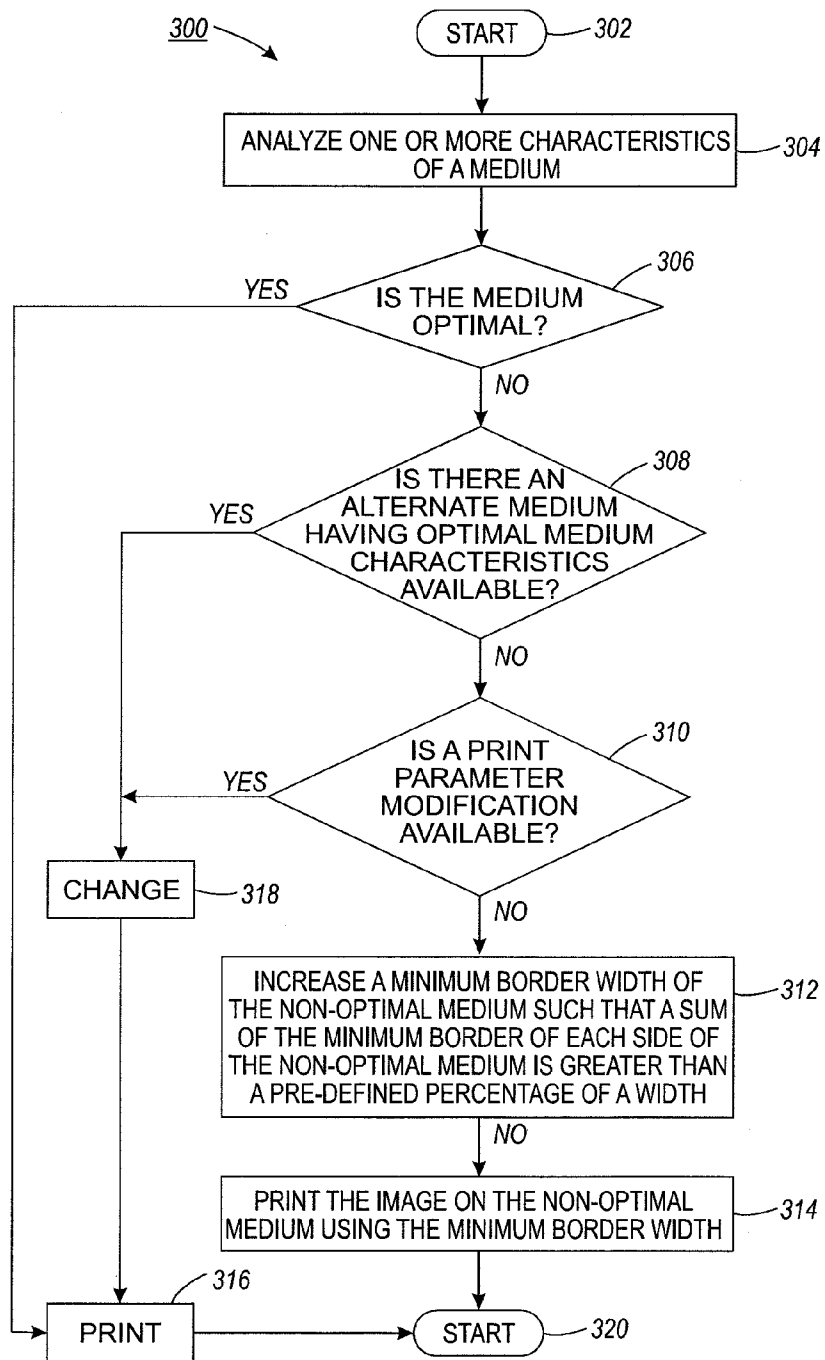 300
START
302
ANALYZE ONE OR MORE CHARACTERISTICS
OF A MEDIUM
304
306
YES
IS THE MEDIUM
OPTIMAL?
NO
308
YES
IS THERE AN
ALTERNATE MEDIUM
HAVING OPTIMAL MEDIUM
CHARACTERISTICS
AVAILABLE?
NO
310
YES
IS A PRINT
PARAMETER
MODIFICATION
AVAILABLE?
CHANGE
318
NO
INCREASE A MINIMUM BORDER WIDTH OF
THE NON-OPTIMAL MEDIUM SUCH THAT A SUM
OF THE MINIMUM BORDER OF EACH SIDE OF
THE NON-OPTIMAL MEDIUM IS GREATER THAN
A PRE-DEFINED PERCENTAGE OF A WIDTH
312
NO
PRINT THE IMAGE ON THE NON-OPTIMAL
MEDIUM USING THE MINIMUM BORDER WIDTH
314
316
PRINT
START
320